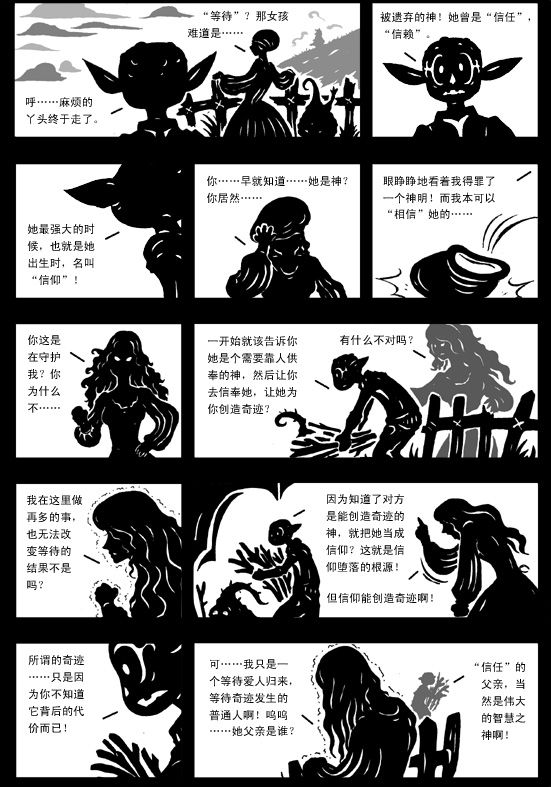 “等待”？那女孩
难道是……
呼……麻烦的
丫头终于走了。
被遗弃的神！她曾是“信任”，
“信赖”。
她最强大的时
候，也就是她
出生时，名叫
“信仰”！
你……早就知道……她是神？
你居然……
眼睁睁地看着我得罪了
一个神明！而我本可以
“相信”她的……
你这是
在守护
我？你
为什么
不……
一开始就该告诉你
她是个需要靠人供
奉的神，然后让你
去信奉她，让她为
你创造奇迹？
有什么不对吗？
我在这里做
再多的事，
也无法改
变等待的
结果不是
吗？
因为知道了对方
是能创造奇迹的
神，就把她当成
信仰？这就是信
仰堕落的根源！
但信仰能创造奇迹啊！
所谓的奇迹
……只是因
为你不知道
它背后的代
价而已！
可……我只是一
个等待爱人归来，
等待奇迹发生的
普通人啊！呜呜
……她父亲是谁？
“信任”的
父亲，当
然是伟大
的智慧之
神啊！